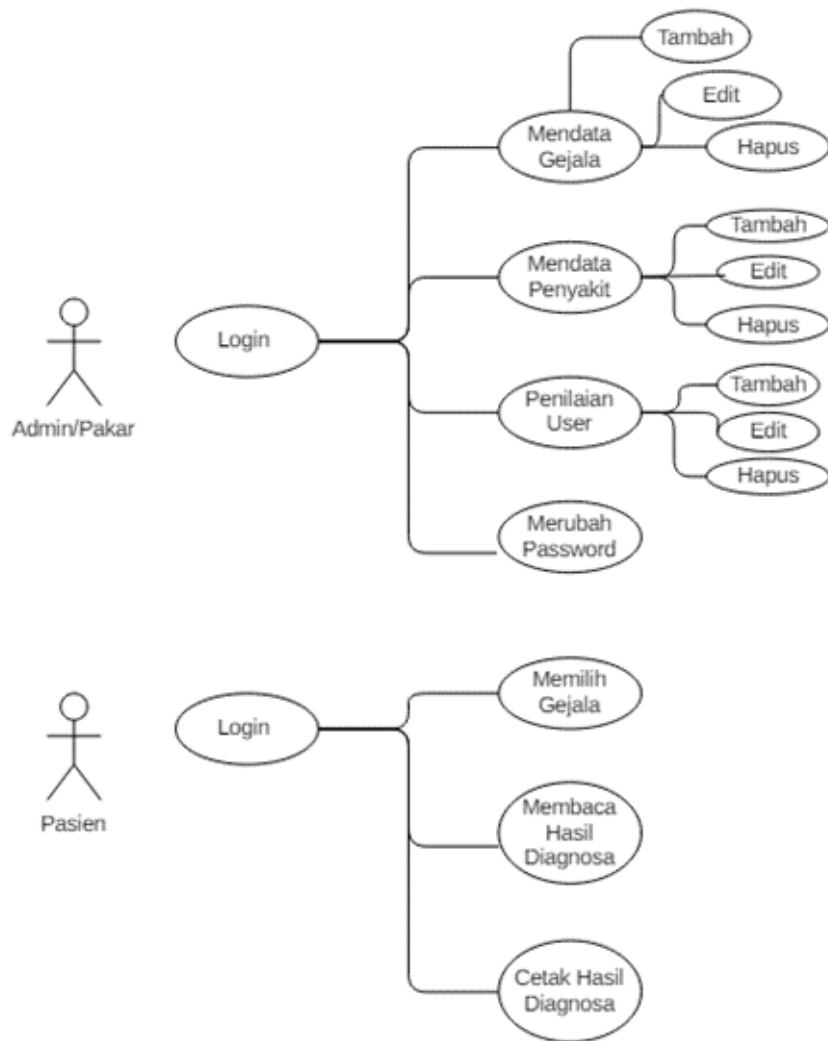 Tambah
Edit
Mendata
Gejala
Hapus
Tambah
Mendata
Penyakit
Edit
Hapus
Login
Admin/Pakar
Tambah
Penilaian
User
Edit
Hapus
Merubah
Password
Memilih
Gejala
Login
Pasien
Membaca
Hasil
Diagnosa
Cetak Hasil
Diagnosa